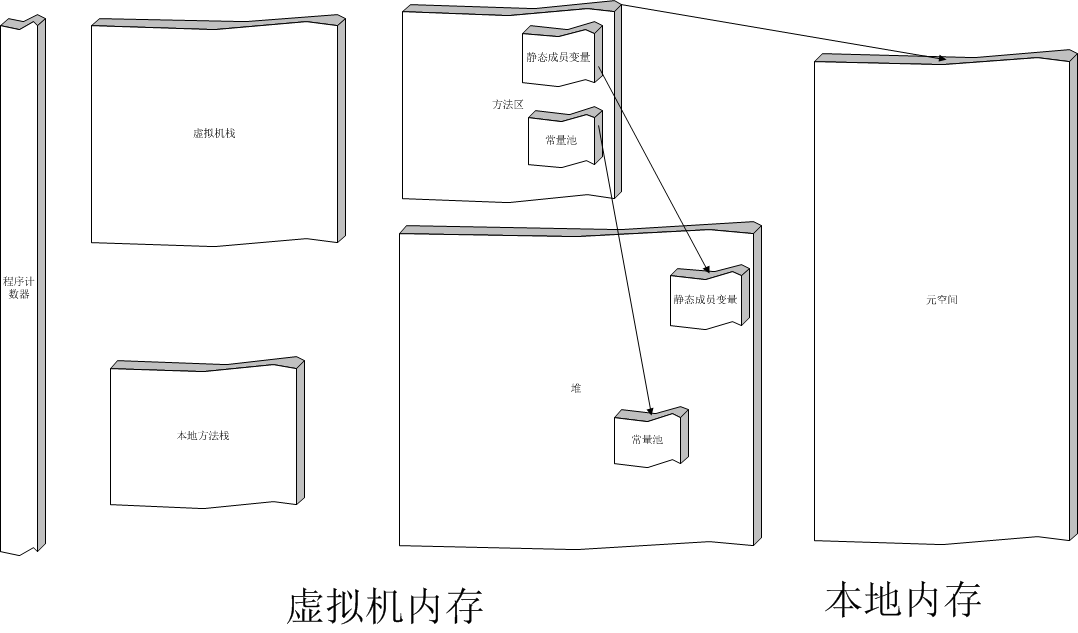 程序计
数器
虚拟机栈
本地方法栈
方法区
静态成员变量
常量池
堆
静态成员变量
常量池
元空间
虚拟机内存
本地内存